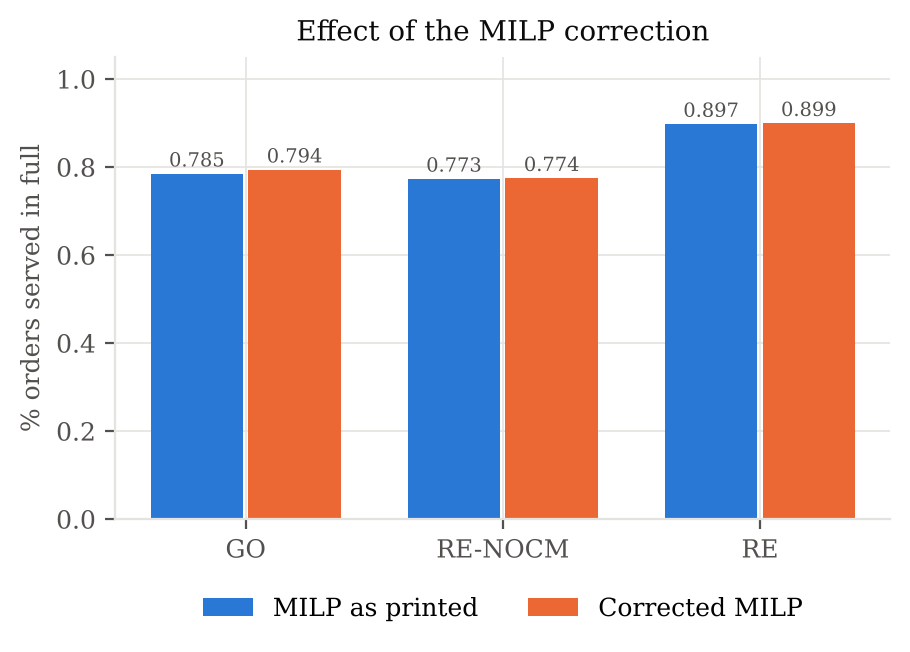 Effect of the MILP correction
% orders served in full
1.0
0.8
0.6
0.4
0.2
0.0
0.785
0.794
0.773
0.774
0.897
0.899
GO
RE-NOCM
RE
MILP as printed
Corrected MILP